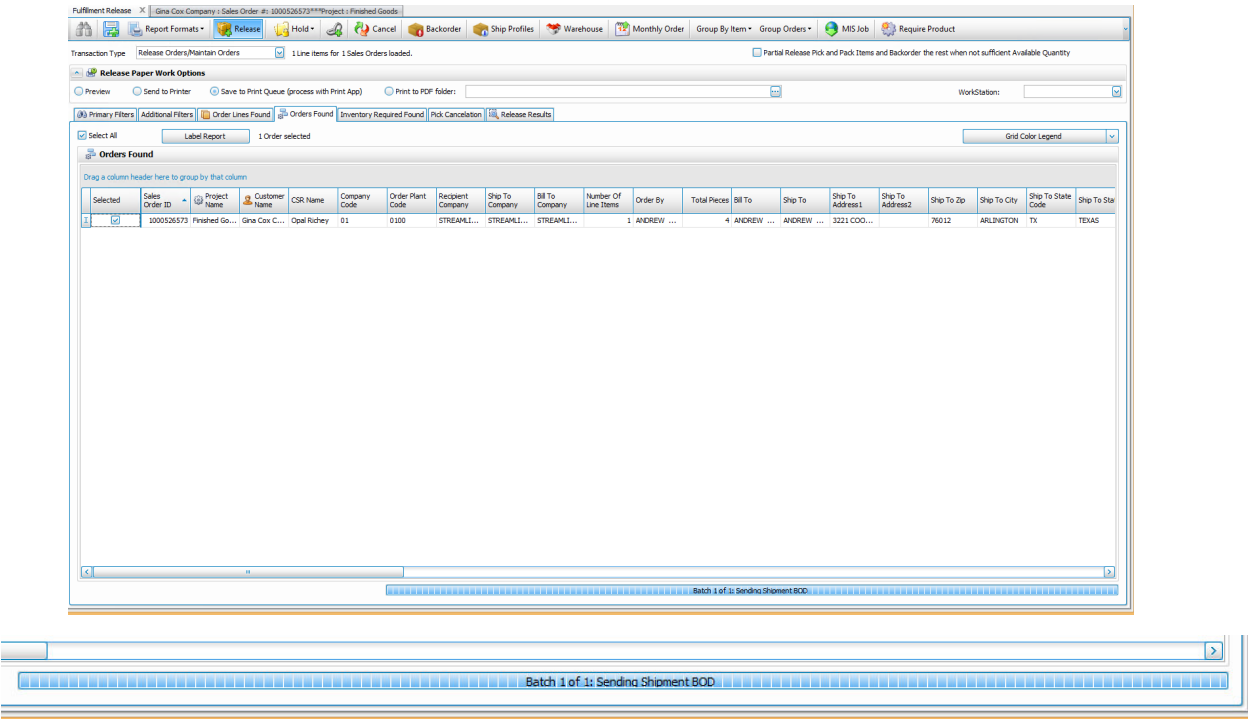 Fulfillment Release X Gina Cox Company : Sales Order #: 1000526573***Project : Finished Goods
Report Formats Release Hold Cancel Backorder Ship Profiles Warehouse Monthly Order Group By Item Group Orders MIS Job Require Product
Transaction Type Release Orders/Maintain Orders 1 Line items for 1 Sales Orders loaded. Partial Release Pick and Pack Items and Backorder the rest when not sufficient Available Quantity
Release Paper Work Options
Preview Send to Printer Save to Print Queue (process with Print App) Print to PDF folder: ... WorkStation:
Primary Filters Additional Filters Order Lines Found Orders Found Inventory Required Found Pick Cancelation Release Results
Select All Label Report 1 Order selected Grid Color Legend
Orders Found
Drag a column header here to group by that column
Selected Sales Order ID Project Name Customer Name CSR Name Company Code Order Plant Code Recipient Company Ship To Company Bill To Company Number Of Line Items Order By Total Pieces Bill To Ship To Ship To Address1 Ship To Address2 Ship To Zip Ship To City Ship To State Code Ship To Stat
1000526573 Finished Go... Gina Cox C... Opal Richey 01 0100 STREAMLI... STREAMLI... STREAMLI... 1 ANDREW ... 4 ANDREW ... ANDREW ... 3221 COO... 76012 ARLINGTON TX TEXAS
Batch 1 of 1: Sending Shipment BOD
Batch 1 of 1: Sending Shipment BOD